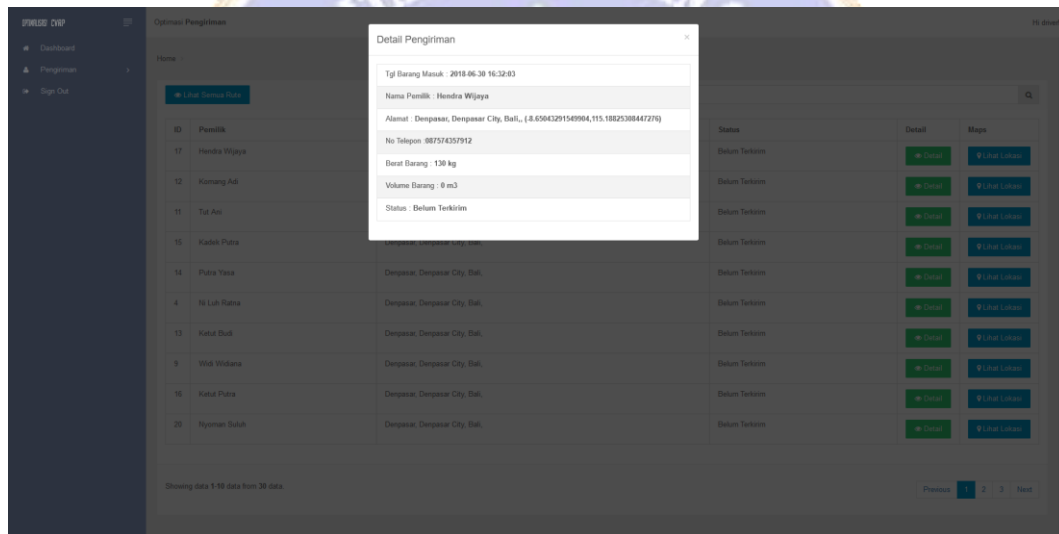 OPTIMASI CVRP
Optimasi Pengiriman
Hi driver
Dashboard
Pengiriman
Sign Out
Home /
Lihat Semua Rute
Detail Pengiriman
×
Tgl Barang Masuk : 2018-06-30 16:32:03
Nama Pemilik : Hendra Wijaya
Alamat : Denpasar, Denpasar City, Bali,, (-8.65043291549904,115.18825308447276)
No Telepon :087574357912
Berat Barang : 130 kg
Volume Barang : 0 m3
Status : Belum Terkirim
ID Pemilik Status Detail Maps
17 Hendra Wijaya Belum Terkirim Detail Lihat Lokasi
12 Komang Adi Belum Terkirim Detail Lihat Lokasi
11 Tut Ani Belum Terkirim Detail Lihat Lokasi
15 Kadek Putra Denpasar, Denpasar City, Bali, Belum Terkirim Detail Lihat Lokasi
14 Putra Yasa Denpasar, Denpasar City, Bali, Belum Terkirim Detail Lihat Lokasi
4 Ni Luh Ratna Denpasar, Denpasar City, Bali, Belum Terkirim Detail Lihat Lokasi
13 Ketut Budi Denpasar, Denpasar City, Bali, Belum Terkirim Detail Lihat Lokasi
9 Widi Widiana Denpasar, Denpasar City, Bali, Belum Terkirim Detail Lihat Lokasi
16 Ketut Putra Denpasar, Denpasar City, Bali, Belum Terkirim Detail Lihat Lokasi
20 Nyoman Suluh Denpasar, Denpasar City, Bali, Belum Terkirim Detail Lihat Lokasi
Showing data 1-10 data from 30 data.
Previous 1 2 3 Next